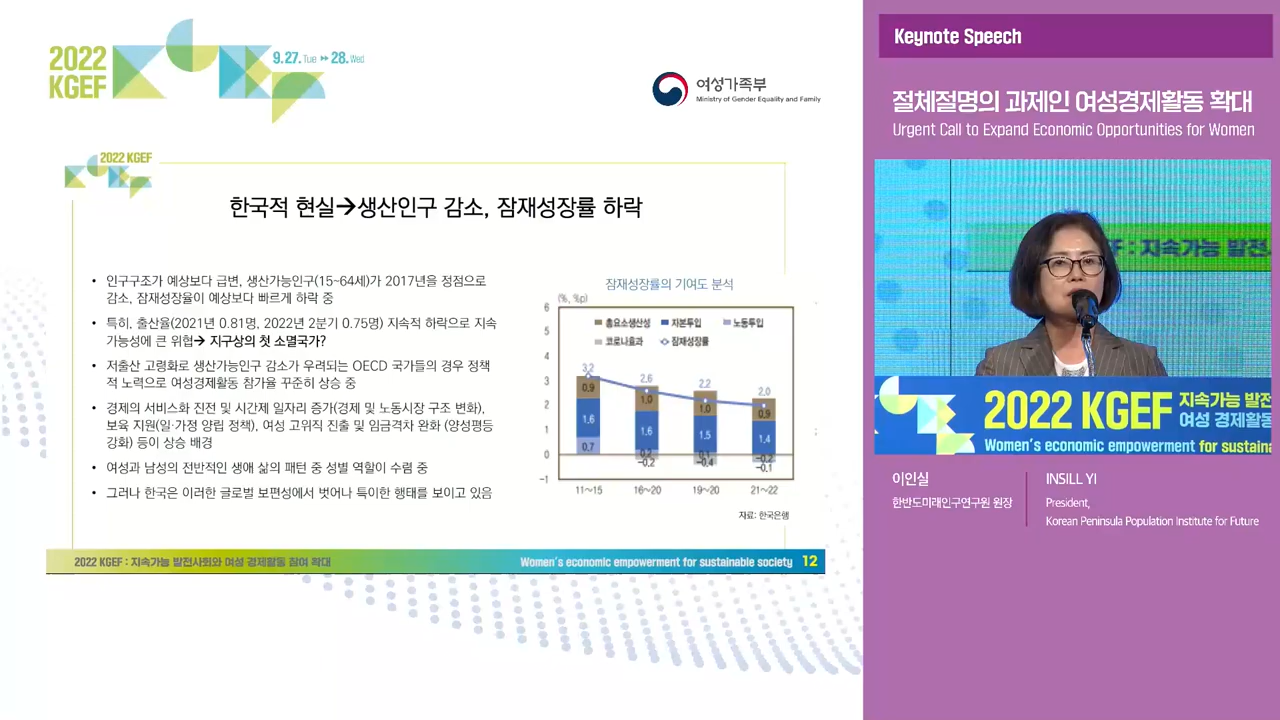 2022
KGEF
9.27.Tue ▸▸ 28.Wed
여성가족부
Ministry of Gender Equality and Family
2022 KGEF
한국적 현실→생산인구 감소, 잠재성장률 하락
• 인구구조가 예상보다 급변, 생산가능인구(15~64세)가 2017년을 정점으로
감소, 잠재성장율이 예상보다 빠르게 하락 중
• 특히, 출산율(2021년 0.81명, 2022년 2분기 0.75명) 지속적 하락으로 지속
가능성에 큰 위협→ 지구상의 첫 소멸국가?
• 저출산 고령화로 생산가능인구 감소가 우려되는 OECD 국가들의 경우 정책
적 노력으로 여성경제활동 참가율 꾸준히 상승 중
• 경제의 서비스화 진전 및 시간제 일자리 증가(경제 및 노동시장 구조 변화),
보육 지원(일·가정 양립 정책), 여성 고위직 진출 및 임금격차 완화 (양성평등
강화) 등이 상승 배경
• 여성과 남성의 전반적인 생애 삶의 패턴 중 성별 역할이 수렴 중
• 그러나 한국은 이러한 글로벌 보편성에서 벗어나 특이한 행태를 보이고 있음
잠재성장률의 기여도 분석
(%, %p)
6
5
4
3
2
1
0
-1
총요소생산성 자본투입 노동투입
코로나효과 잠재성장률
3.2 2.6 2.2 2.0
0.9 1.0 1.0 0.9
1.6 1.6 1.5 1.4
0.7 0.2 0.1 -0.2
-0.2 -0.4 -0.1
11~15 16~20 19~20 21~22
자료: 한국은행
2022 KGEF : 지속가능 발전사회와 여성 경제활동 참여 확대
Women's economic empowerment for sustainable society 12
Keynote Speech
절체절명의 과제인 여성경제활동 확대
Urgent Call to Expand Economic Opportunities for Women
F : 지속가능 발전
2022 KGEF 지속가능 발전
여성 경제활동
Women's economic empowerment for sustaina
이인실
한반도미래인구연구원 원장
INSILL YI
President,
Korean Peninsula Population Institute for Future